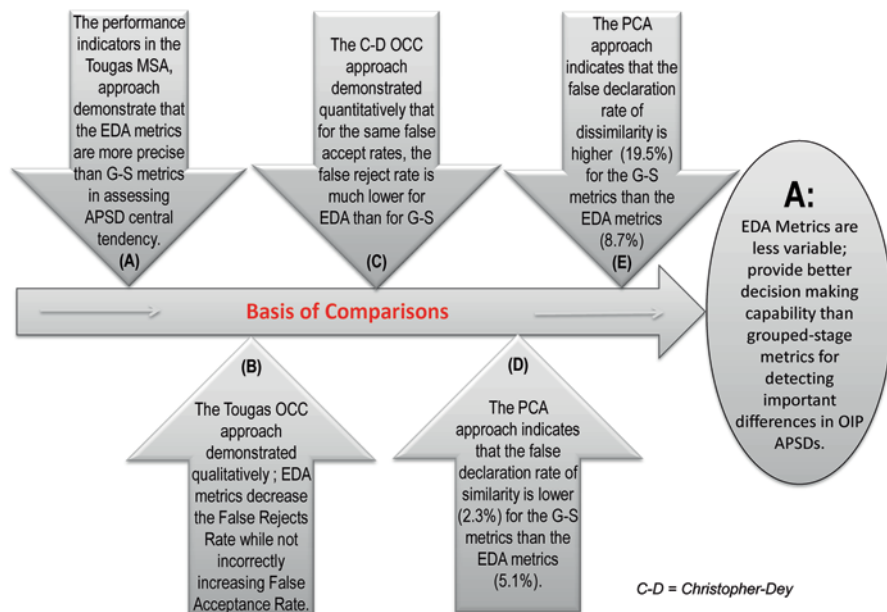 The performance
indicators in the
Tougas MSA,
approach
demonstrate that
the EDA metrics
are more precise
than G-S metrics
in assessing
APSD central
tendency.
(A)
The C-D OCC
approach
demonstrated
quantitatively that
for the same false
accept rates, the
false reject rate is
much lower for
EDA than for G-S
(C)
The PCA
approach
indicates that the
false declaration
rate of
dissimilarity is
higher (19.5%)
for the G-S
metrics than the
EDA metrics
(8.7%)
(E)
A:
EDA Metrics are
less variable;
provide better
decision making
capability than
grouped-stage
metrics for
detecting
important
differences in OIP
APSDs.
Basis of Comparisons
(B)
The Tougas OCC
approach
demonstrated
qualitatively ; EDA
metrics decrease
the False Rejects
Rate while not
incorrectly
increasing False
Acceptance Rate.
(D)
The PCA
approach indicates
that the false
declaration rate of
similarity is lower
(2.3%) for the G-S
metrics than the
EDA metrics
(5.1%).
C-D = Christopher-Dey